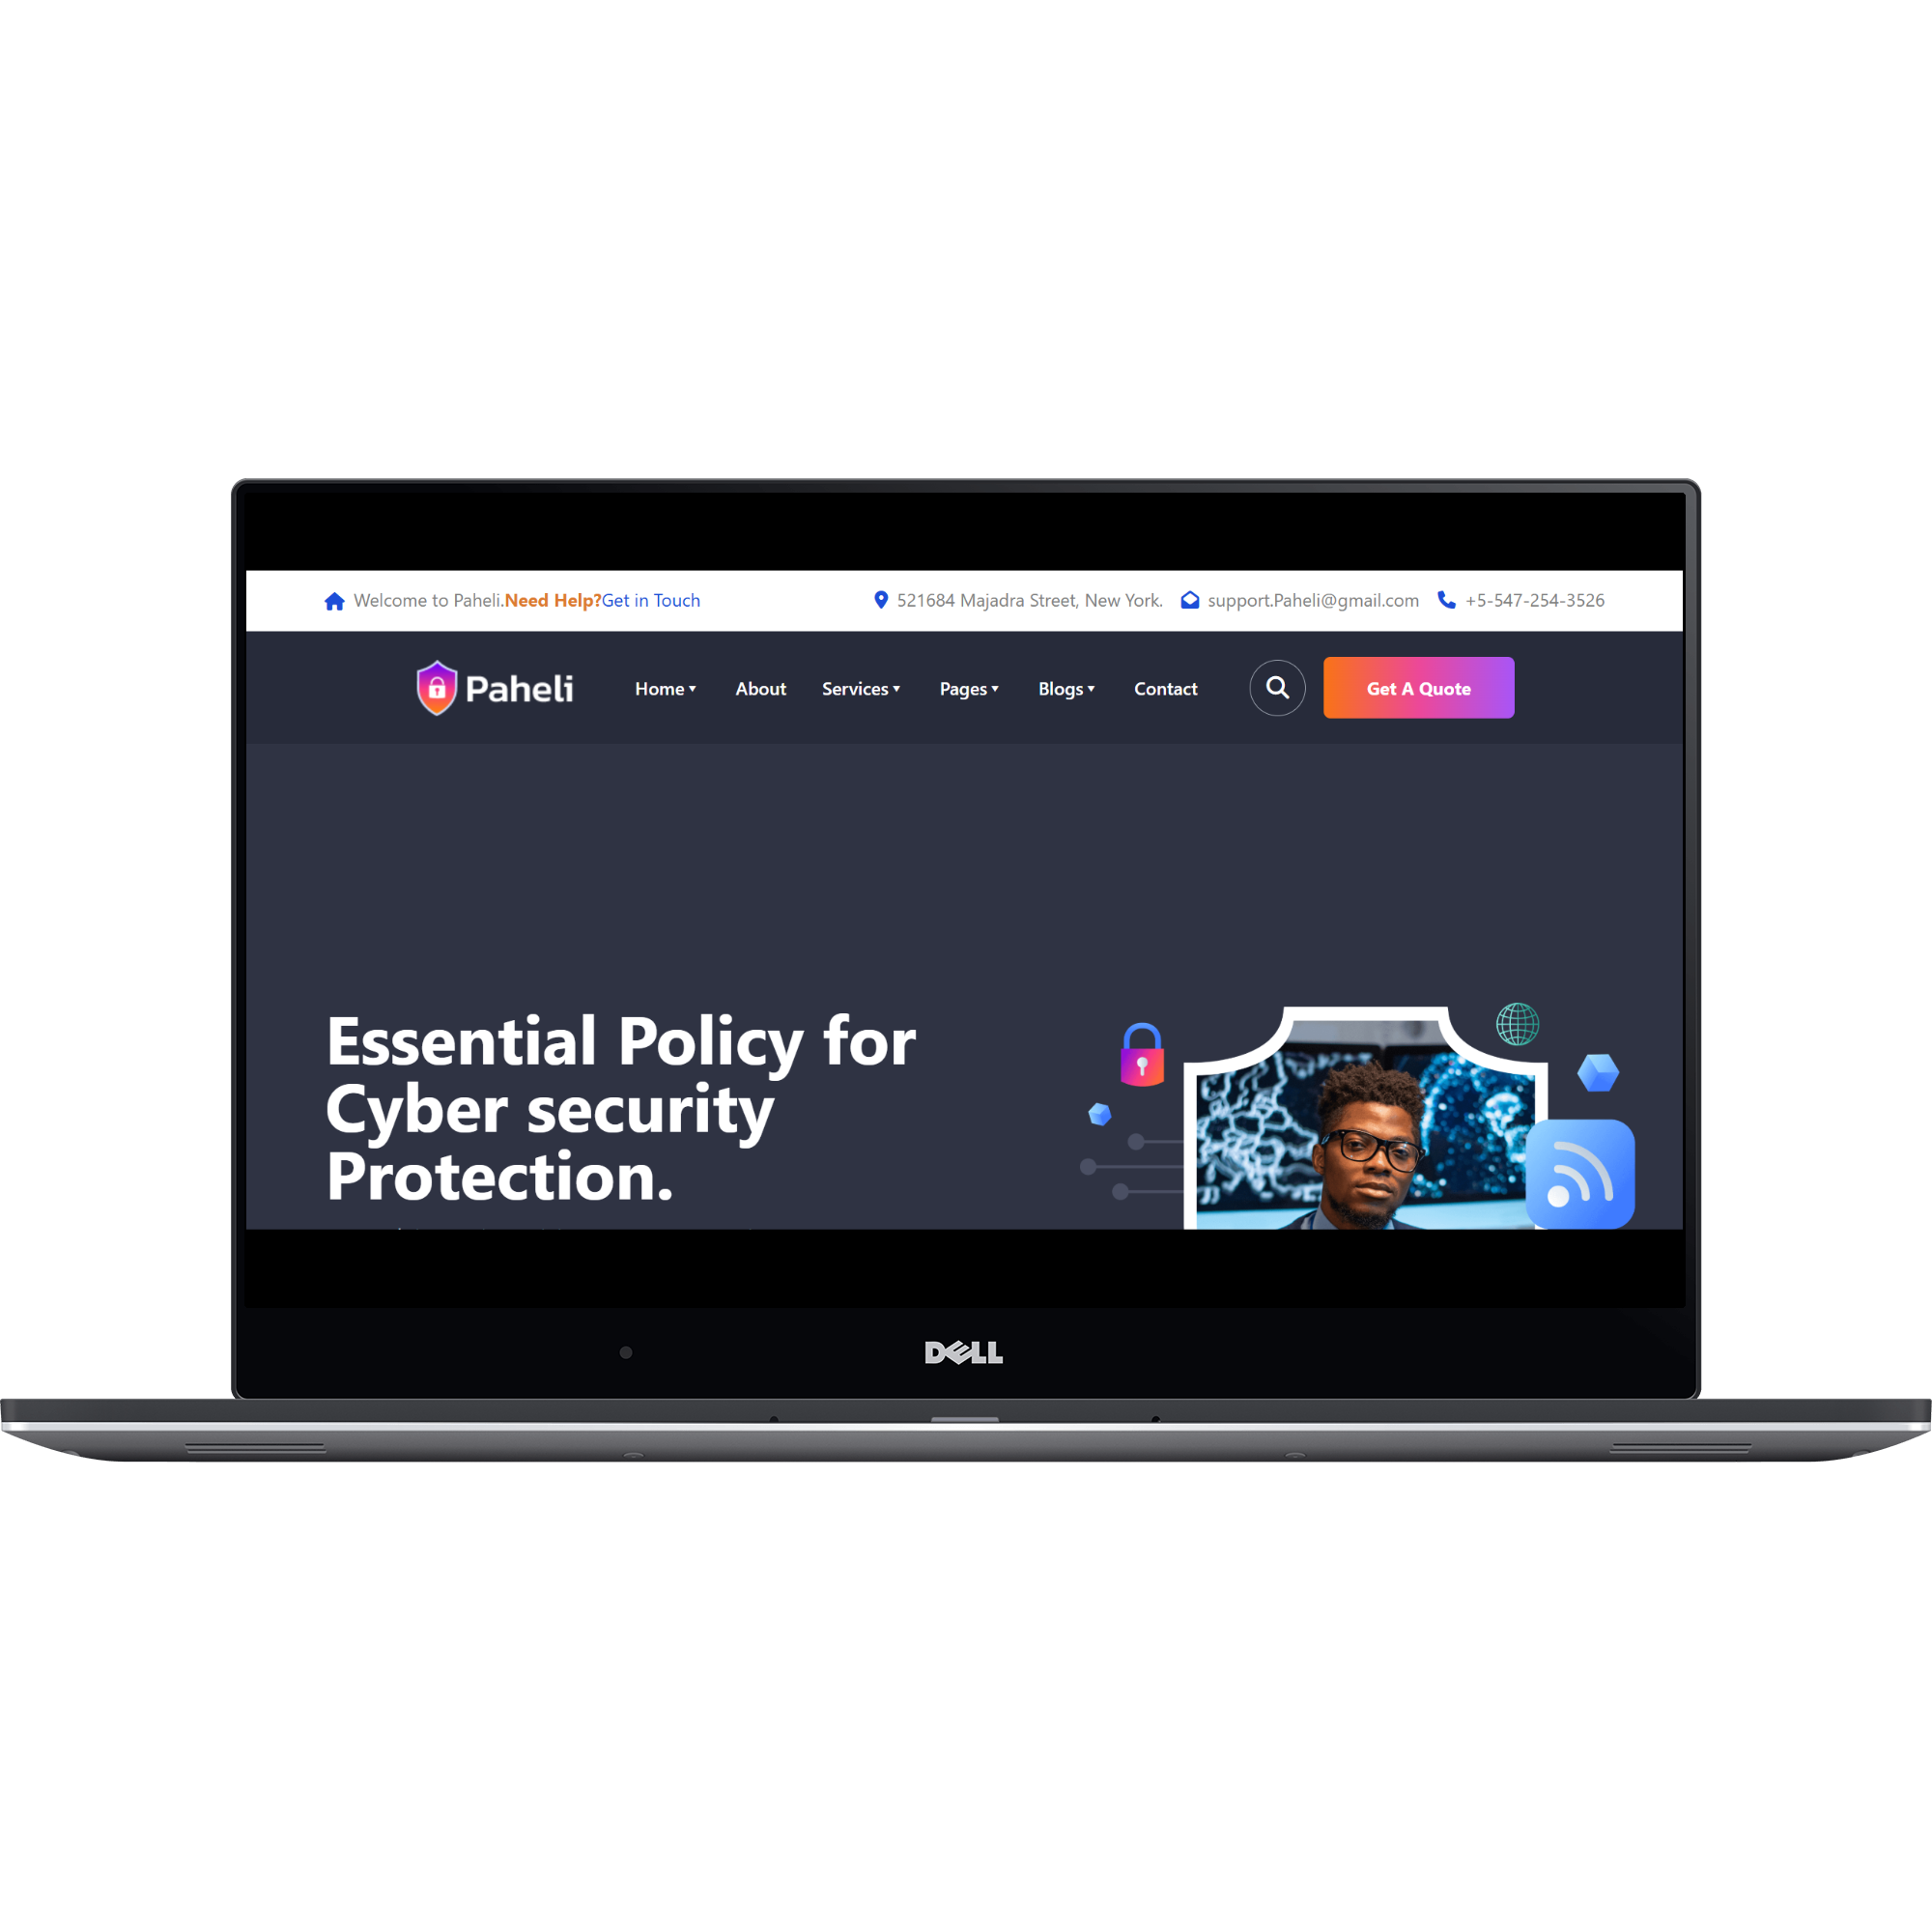 Welcome to Paheli.Need Help?Get in Touch
521684 Majadra Street, New York. support.Paheli@gmail.com +5-547-254-3526
Paheli Home About Services Pages Blogs Contact Get A Quote
Essential Policy for
Cyber security
Protection.
DELL